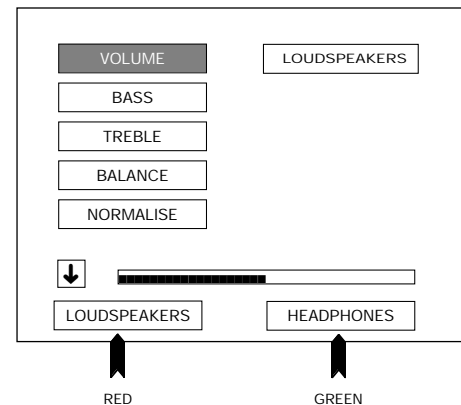 VOLUME LOUDSPEAKERS
BASS
TREBLE
BALANCE
NORMALISE
LOUDSPEAKERS HEADPHONES
RED GREEN